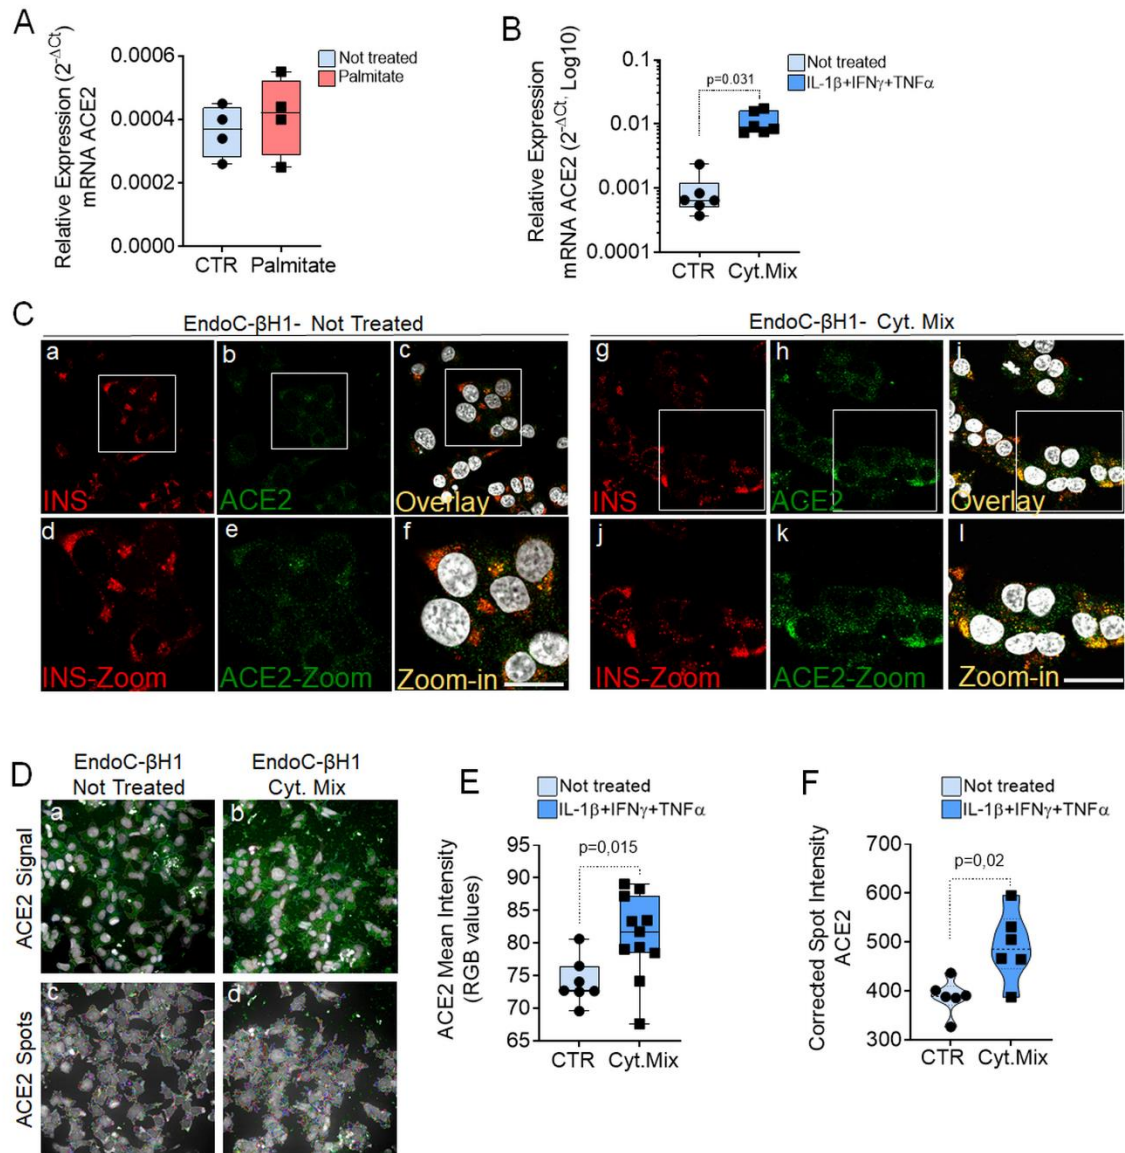 A
Relative Expression (2^-ΔCt)
mRNA ACE2
0.0006
0.0004
0.0002
0.0000
CTR Palmitate
Not treated
Palmitate
B
Relative Expression
mRNA ACE2 (2^-ΔCt, Log10)
0.1
0.01
0.001
0.0001
p=0.031
CTR Cyt.Mix
Not treated
IL-1β+IFNγ+TNFα
C
EndoC-βH1- Not Treated
EndoC-βH1- Cyt. Mix
a
INS
b
ACE2
c
Overlay
g
INS
h
ACE2
i
Overlay
d
INS-Zoom
e
ACE2-Zoom
f
Zoom-in
j
INS-Zoom
k
ACE2-Zoom
l
Zoom-in
D
EndoC-βH1
Not Treated
EndoC-βH1
Cyt. Mix
ACE2 Signal
a
b
ACE2 Spots
c
d
E
Not treated
IL-1β+IFNγ+TNFα
ACE2 Mean Intensity
(RGB values)
95
90
85
80
75
70
65
p=0,015
CTR Cyt.Mix
F
Not treated
IL-1β+IFNγ+TNFα
Corrected Spot Intensity
ACE2
700
600
500
400
300
p=0,02
CTR Cyt.Mix